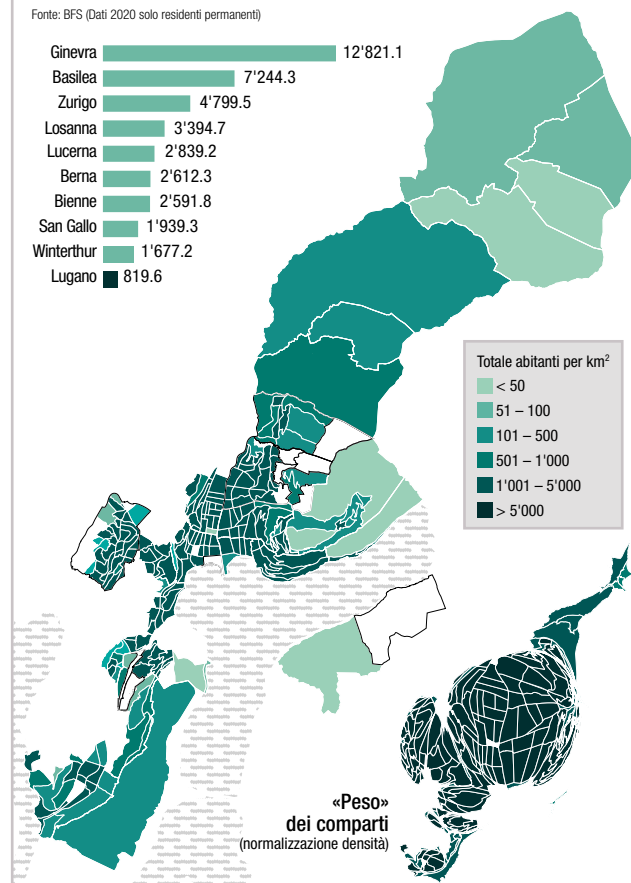 Fonte: BFS (Dati 2020 solo residenti permanenti)
Ginevra 12'821.1
Basilea 7'244.3
Zurigo 4'799.5
Losanna 3'394.7
Lucerna 2'839.2
Berna 2'612.3
Bienne 2'591.8
San Gallo 1'939.3
Winterthur 1'677.2
Lugano 819.6
Totale abitanti per km²
< 50
51 – 100
101 – 500
501 – 1'000
1'001 – 5'000
> 5'000
«Peso»
dei comparti
(normalizzazione densità)